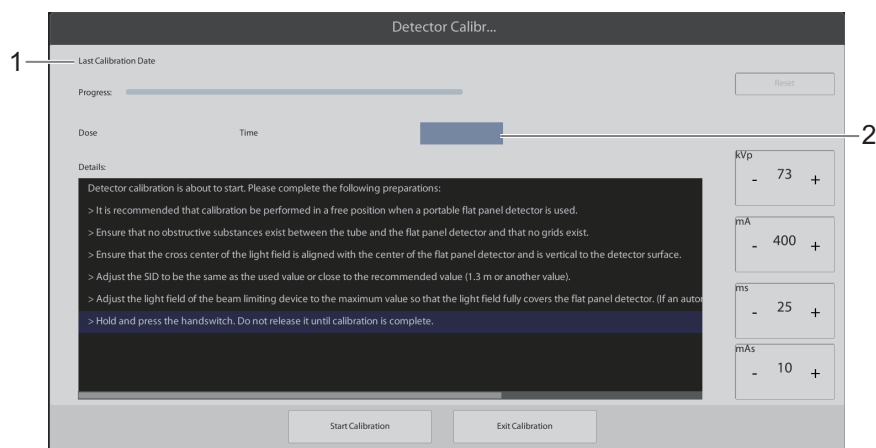 Detector Calibr...
1
Last Calibration Date
Progress:
Reset
Dose
Time
2
Details:
Detector calibration is about to start. Please complete the following preparations:
> It is recommended that calibration be performed in a free position when a portable flat panel detector is used.
> Ensure that no obstructive substances exist between the tube and the flat panel detector and that no grids exist.
> Ensure that the cross center of the light field is aligned with the center of the flat panel detector and is vertical to the detector surface.
> Adjust the SID to be the same as the used value or close to the recommended value (1.3 m or another value).
> Adjust the light field of the beam limiting device to the maximum value so that the light field fully covers the flat panel detector. (If an autor
> Hold and press the handswitch. Do not release it until calibration is complete.
kVp
- 73 +
mA
- 400 +
ms
- 25 +
mAs
- 10 +
Start Calibration
Exit Calibration